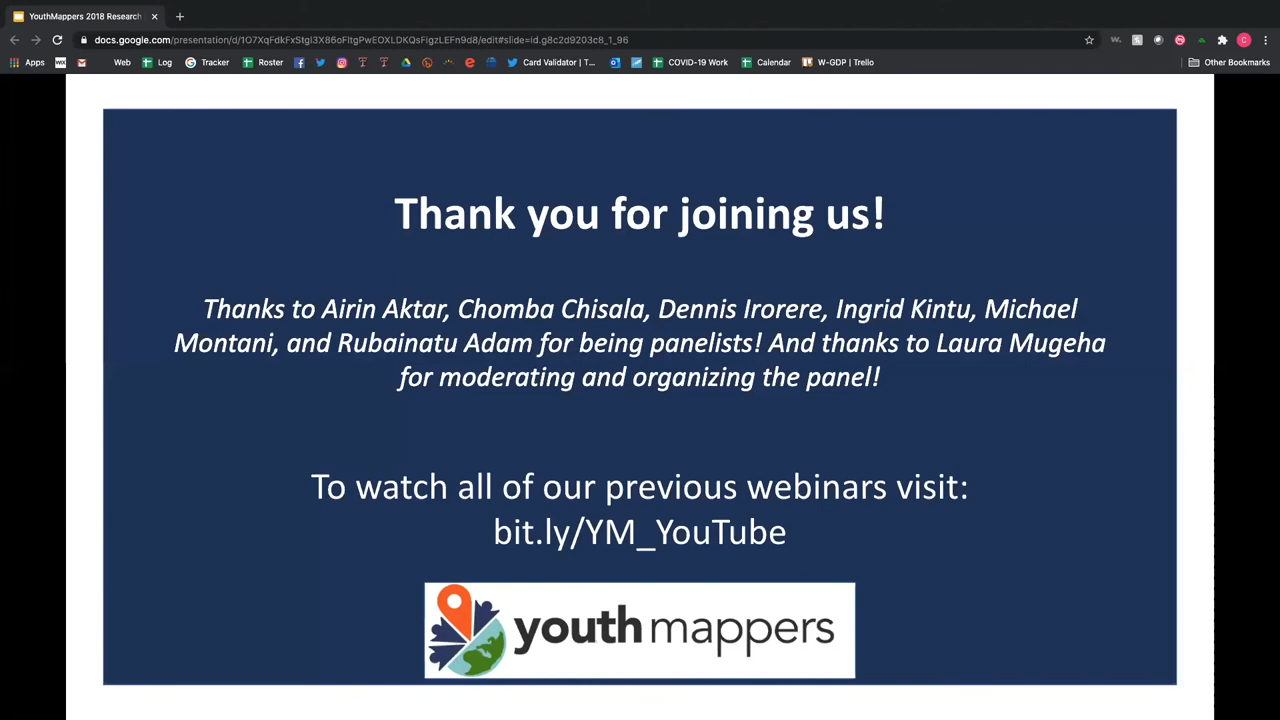 YouthMappers 2018 Research
docs.google.com/presentation/d/1O7XqFdkFxStgI3X86oFltgPwEOXLDKQsFigzLEFn9d8/edit#slide=id.g8c2d9203c8_1_96
Apps Web Log Tracker Roster Card Validator | T... COVID-19 Work Calendar W-GDP | Trello Other Bookmarks
Thank you for joining us!
Thanks to Airin Aktar, Chomba Chisala, Dennis Irorere, Ingrid Kintu, Michael
Montani, and Rubainatu Adam for being panelists! And thanks to Laura Mugeha
for moderating and organizing the panel!
To watch all of our previous webinars visit:
bit.ly/YM_YouTube
youthmappers